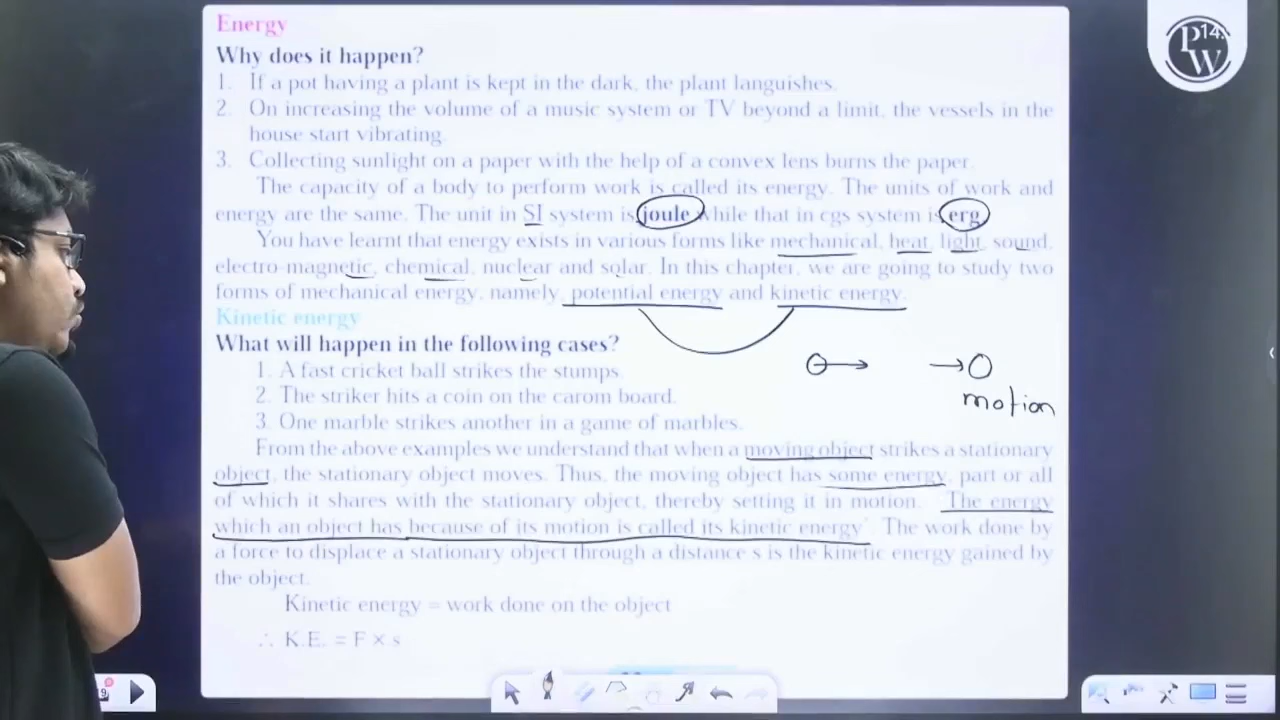 Energy
Why does it happen?
1. If a pot having a plant is kept in the dark, the plant languishes.
2. On increasing the volume of a music system or TV beyond a limit, the vessels in the
house start vibrating.
3. Collecting sunlight on a paper with the help of a convex lens burns the paper.
The capacity of a body to perform work is called its energy. The units of work and
energy are the same. The unit in SI system is joule while that in cgs system is erg.
You have learnt that energy exists in various forms like mechanical, heat, light, sound,
electro-magnetic, chemical, nuclear and solar. In this chapter, we are going to study two
forms of mechanical energy, namely, potential energy and kinetic energy.
Kinetic energy
What will happen in the following cases?
1. A fast cricket ball strikes the stumps.
2. The striker hits a coin on the carom board.
motion
3. One marble strikes another in a game of marbles.
From the above examples we understand that when a moving object strikes a stationary
object, the stationary object moves. Thus, the moving object has some energy, part or all
of which it shares with the stationary object, thereby setting it in motion. 'The energy
which an object has because of its motion is called its kinetic energy'. The work done by
a force to displace a stationary object through a distance s is the kinetic energy gained by
the object.
Kinetic energy = work done on the object
∴ K.E. = F × s
PW